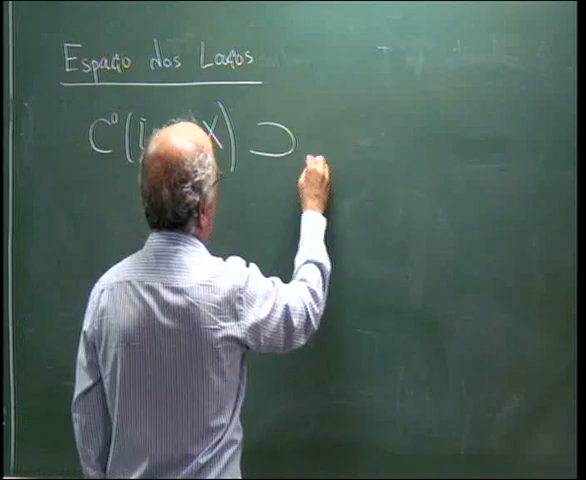 Espaço dos Laços
C⁰(I X) ⊃